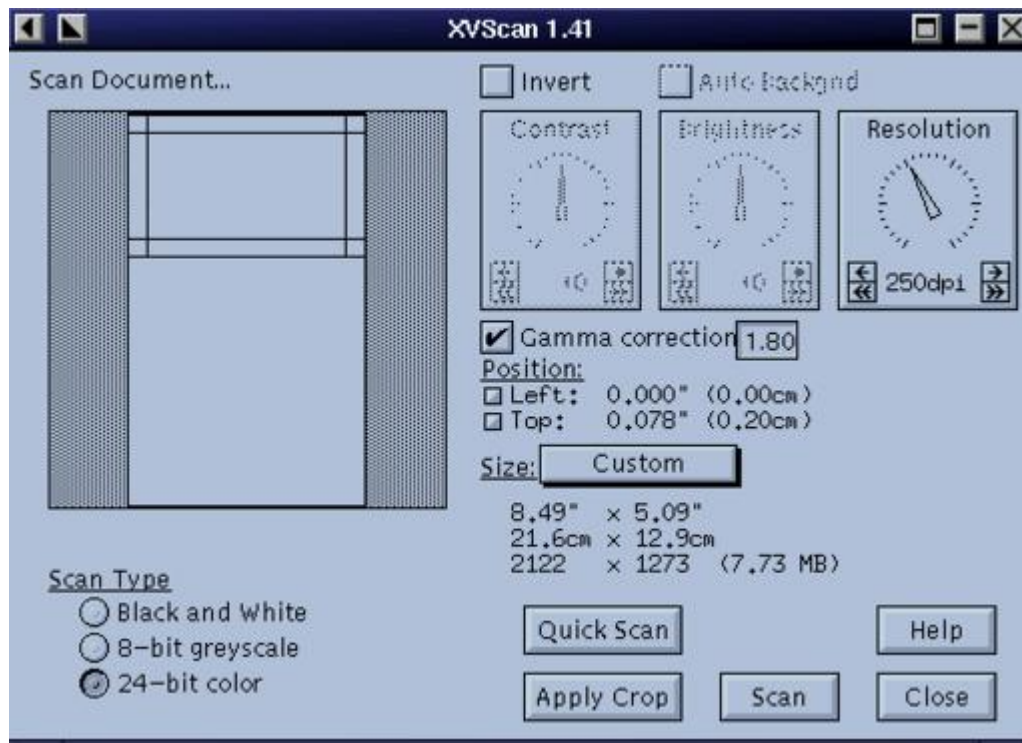 XVScan 1.41
Scan Document...
Invert
Auto Backgnd
Contrast
Brightness
Resolution
250dpi
Gamma correction 1.80
Position:
Left: 0.000" (0.00cm)
Top: 0.078" (0.20cm)
Size: Custom
8.49" × 5.09"
21.6cm × 12.9cm
2122 × 1273 (7.73 MB)
Scan Type
Black and White
8-bit greyscale
24-bit color
Quick Scan
Help
Apply Crop
Scan
Close